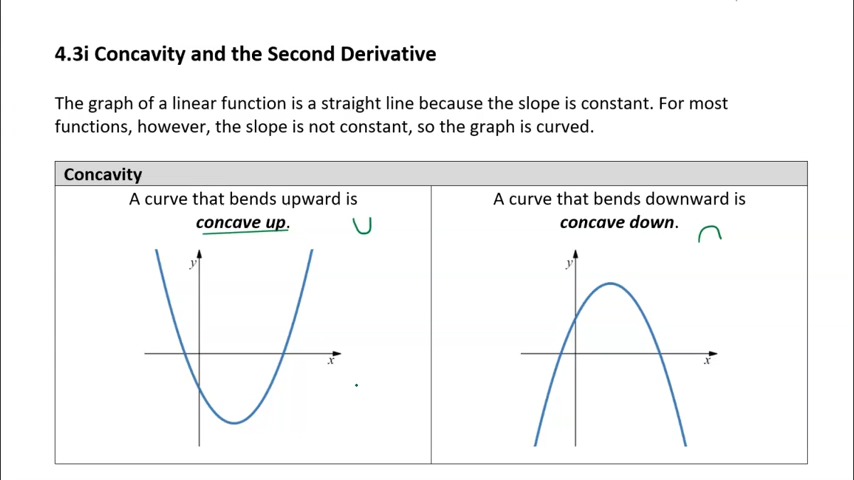 4.3i Concavity and the Second Derivative
The graph of a linear function is a straight line because the slope is constant. For most
functions, however, the slope is not constant, so the graph is curved.
Concavity
A curve that bends upward is
concave up.
y
x
A curve that bends downward is
concave down.
y
x